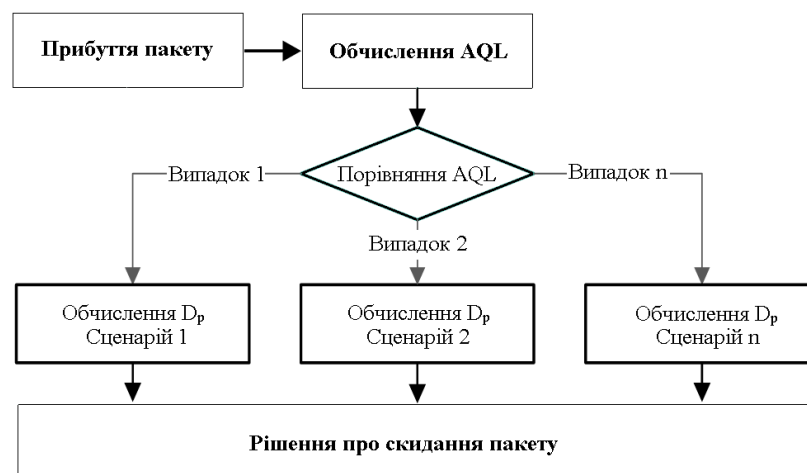 Прибуття пакету
Обчислення AQL
Порівняння AQL
Випадок 1
Випадок n
Випадок 2
Обчислення Dp
Сценарій 1
Обчислення Dp
Сценарій 2
Обчислення Dp
Сценарій n
Рішення про скидання пакету